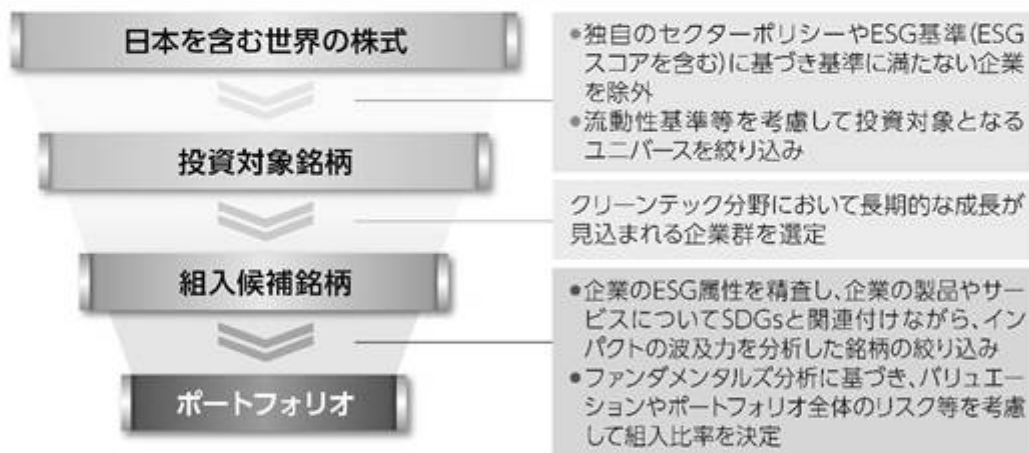 日本を含む世界の株式
●独自のセクターポリシーやESG基準(ESG
スコアを含む)に基づき基準に満たない企業
を除外
●流動性基準等を考慮して投資対象となる
ユニバースを絞り込み
投資対象銘柄
クリーンテック分野において長期的な成長が
見込まれる企業群を選定
組入候補銘柄
●企業のESG属性を精査し、企業の製品やサー
ビスについてSDGsと関連付けながら、イン
パクトの波及力を分析した銘柄の絞り込み
●ファンダメンタルズ分析に基づき、バリュエー
ションやポートフォリオ全体のリスク等を考慮
して組入比率を決定
ポートフォリオ